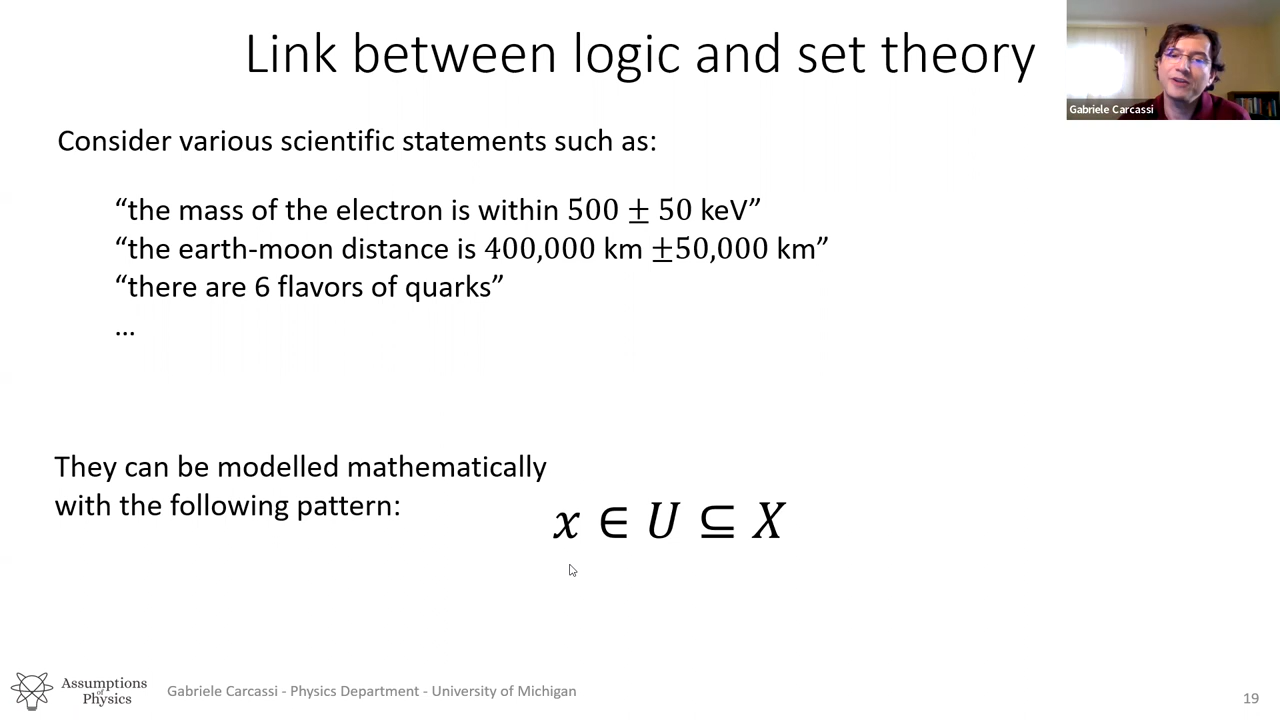 Link between logic and set theory
Gabriele Carcassi
Consider various scientific statements such as:
“the mass of the electron is within 500 ± 50 keV”
“the earth-moon distance is 400,000 km ±50,000 km”
“there are 6 flavors of quarks”
…
They can be modelled mathematically
with the following pattern:
x ∈ U ⊆ X
Assumptions
of
Physics
Gabriele Carcassi - Physics Department - University of Michigan
19